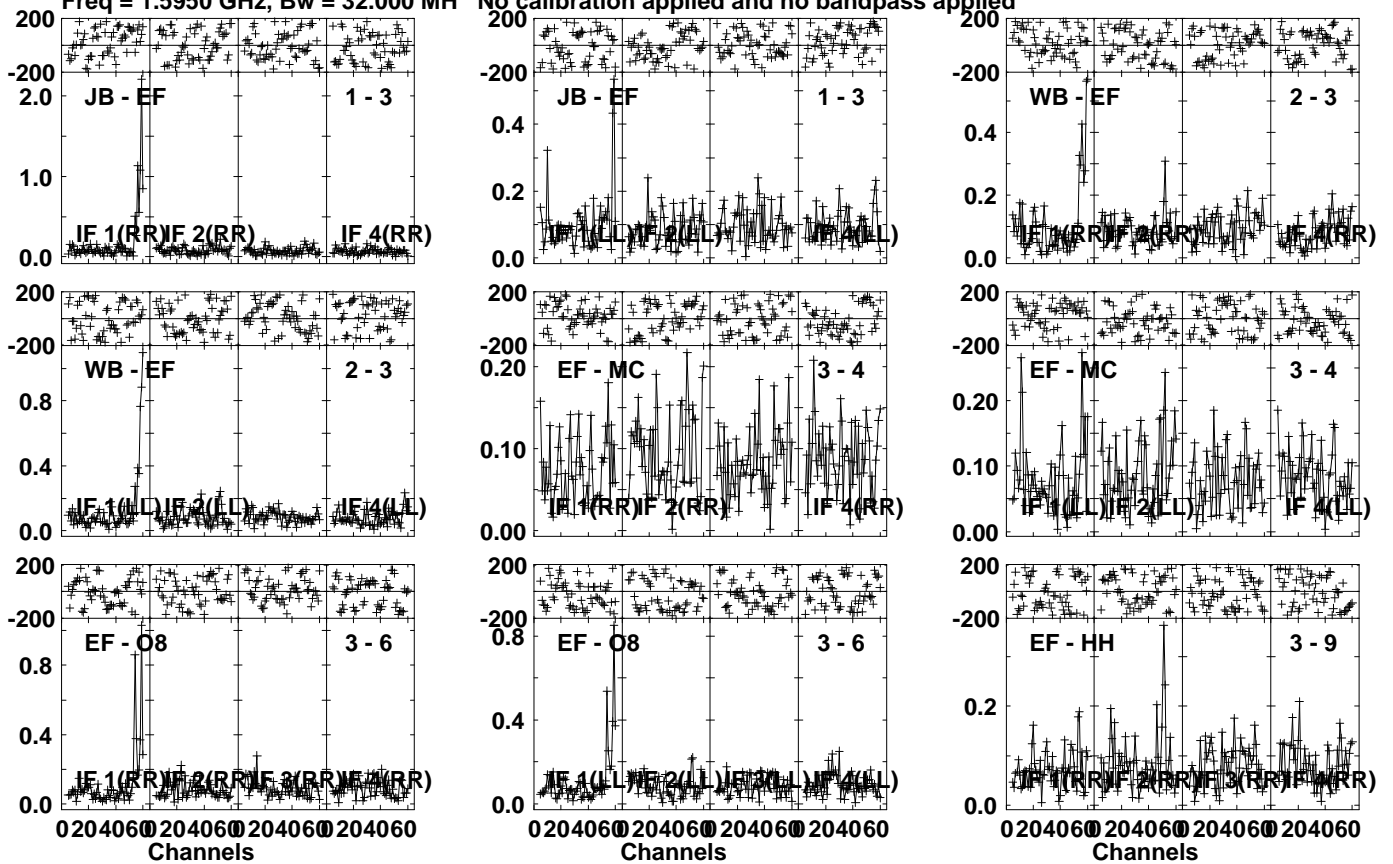 Freq = 1.5950 GHz, Bw = 32.000 MH No calibration applied and no bandpass applied
200
-200
JB - EF 1 - 3
2.0
1.0
0.0
IF 1(RR) IF 2(RR) IF 4(RR)
JB - EF 1 - 3
0.4
0.2
0.0
IF 1(LL) IF 2(LL) IF 4(LL)
200
-200
WB - EF 2 - 3
0.4
0.2
0.0
IF 1(RR) IF 2(RR) IF 4(RR)
200
-200
WB - EF 2 - 3
0.8
0.4
0.0
IF 1(LL) IF 2(LL) IF 4(LL)
EF - MC 3 - 4
0.20
0.10
0.00
IF 1(RR) IF 2(RR) IF 4(RR)
200
-200
EF - MC 3 - 4
0.20
0.10
0.00
IF 1(LL) IF 2(LL) IF 4(LL)
200
-200
200
-200
EF - O8 3 - 6
0.8
0.4
0.0
IF 1(RR) IF 2(RR) IF 3(RR) IF 4(RR)
0 20 40 60 0 20 40 60 0 20 40 60 0 20 40 60
Channels
200
-200
EF - O8 3 - 6
0.8
0.4
0.0
IF 1(LL) IF 2(LL) IF 3(LL) IF 4(LL)
0 20 40 60 0 20 40 60 0 20 40 60 0 20 40 60
Channels
200
-200
EF - HH 3 - 9
0.2
0.0
IF 1(RR) IF 2(RR) IF 3(RR) IF 4(RR)
0 20 40 60 0 20 40 60 0 20 40 60 0 20 40 60
Channels